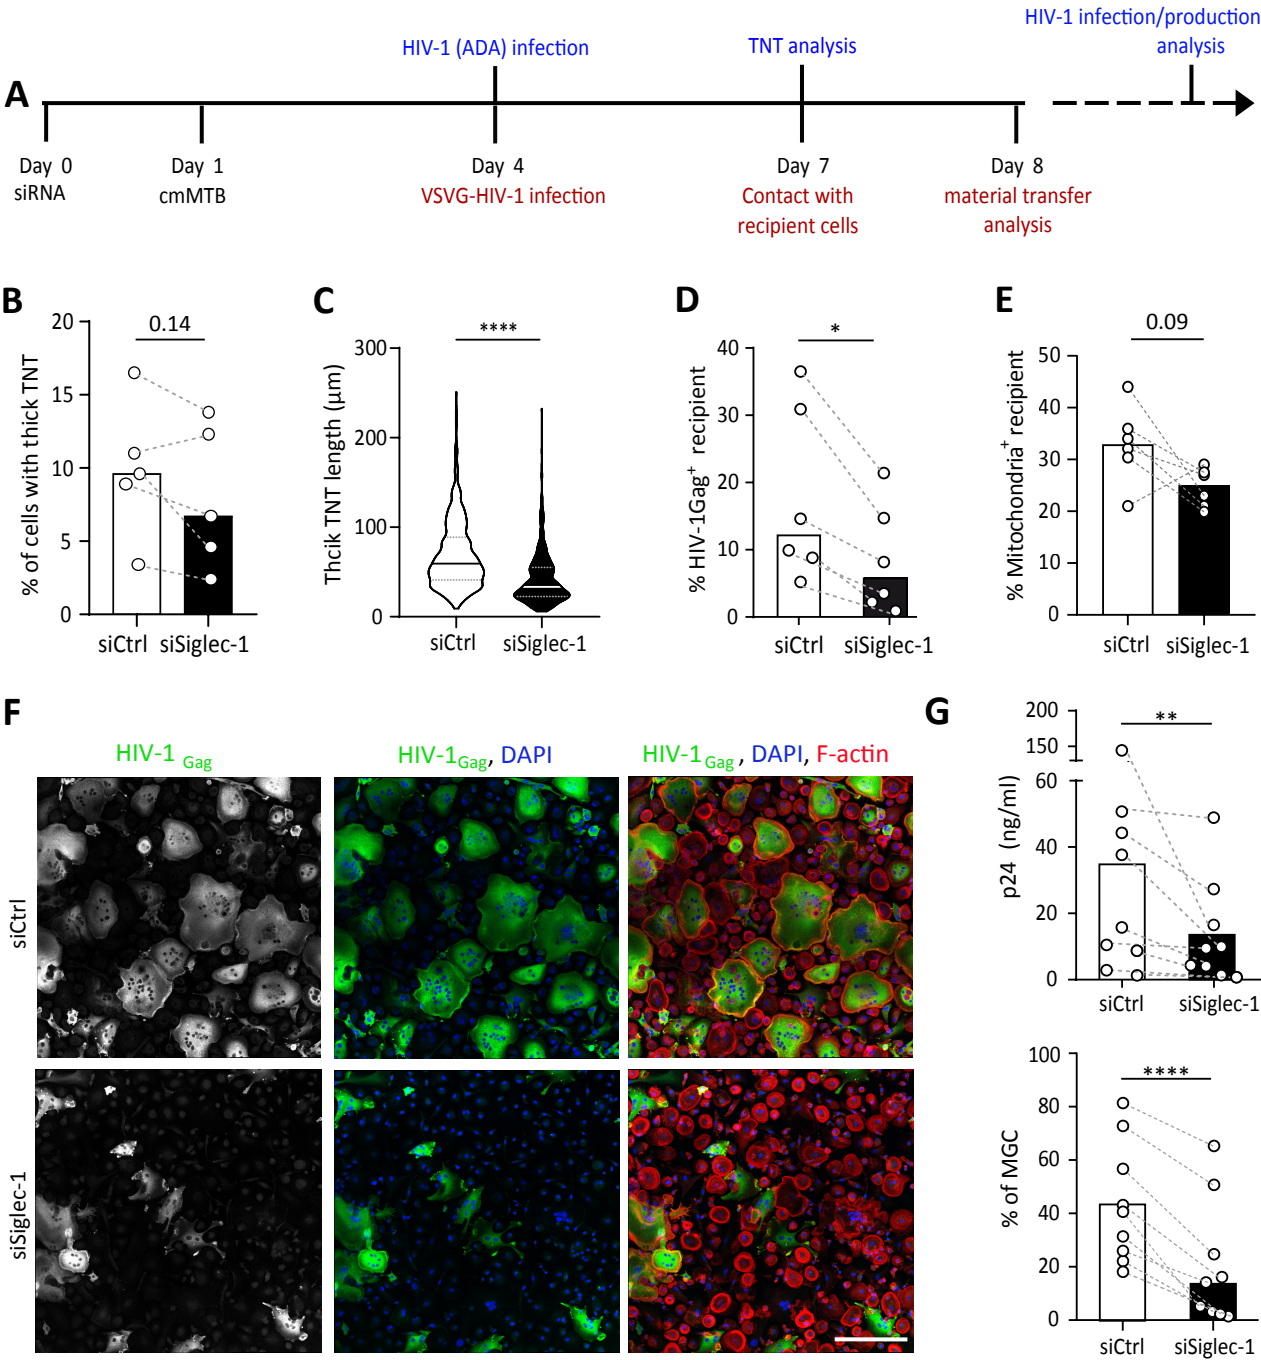 HIV-1 infection/production
analysis
HIV-1 (ADA) infection
TNT analysis
A
Day 0
siRNA
Day 1
cmMTB
Day 4
VSVG-HIV-1 infection
Day 7
Contact with
recipient cells
Day 8
material transfer
analysis
B
% of cells with thick TNT
20
15
10
5
0
0.14
siCtrl
siSiglec-1
C
Thcik TNT length (µm)
300
200
100
0
****
siCtrl
siSiglec-1
D
% HIV-1Gag+ recipient
40
30
20
10
0
*
siCtrl
siSiglec-1
E
% Mitochondria+ recipient
50
40
30
20
10
0
0.09
siCtrl
siSiglec-1
F
HIV-1 Gag
HIV-1Gag, DAPI
HIV-1Gag , DAPI, F-actin
siCtrl
siSiglec-1
G
p24 (ng/ml)
200
150
100
60
40
20
0
**
siCtrl
siSiglec-1
% of MGC
100
80
60
40
20
0
****
siCtrl
siSiglec-1